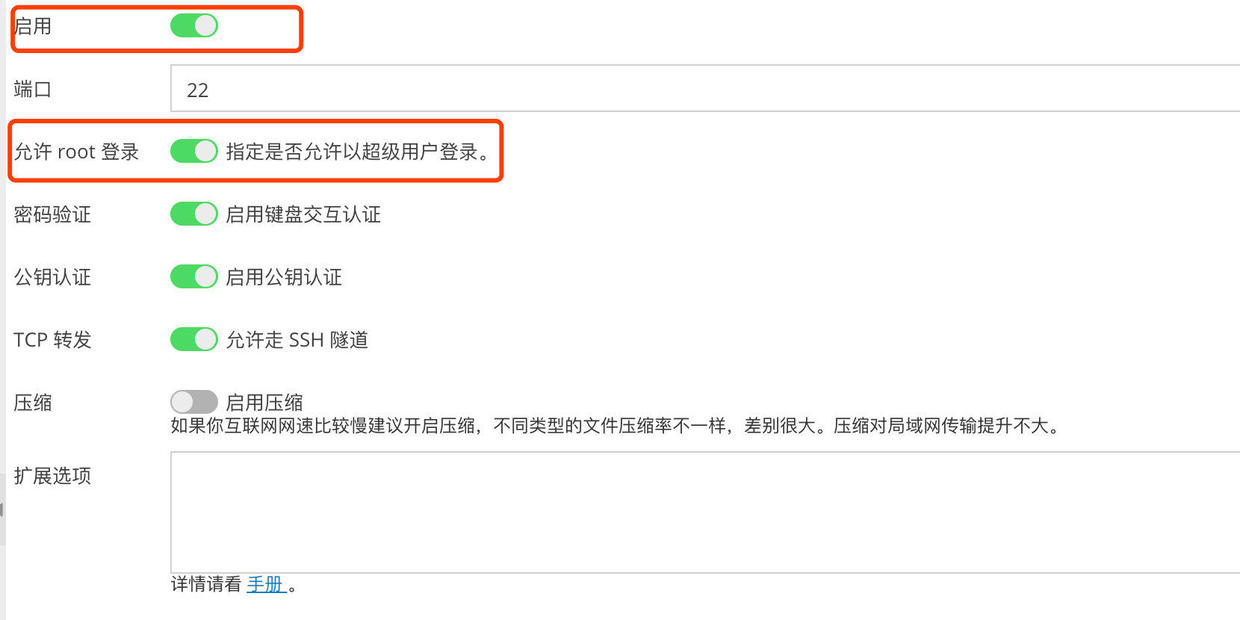 启用
端口 22
允许 root 登录 指定是否允许以超级用户登录。
密码验证 启用键盘交互认证
公钥认证 启用公钥认证
TCP 转发 允许走 SSH 隧道
压缩 启用压缩
如果你互联网网速比较慢建议开启压缩，不同类型的文件压缩率不一样，差别很大。压缩对局域网传输提升不大。
扩展选项
详情请看 手册 。